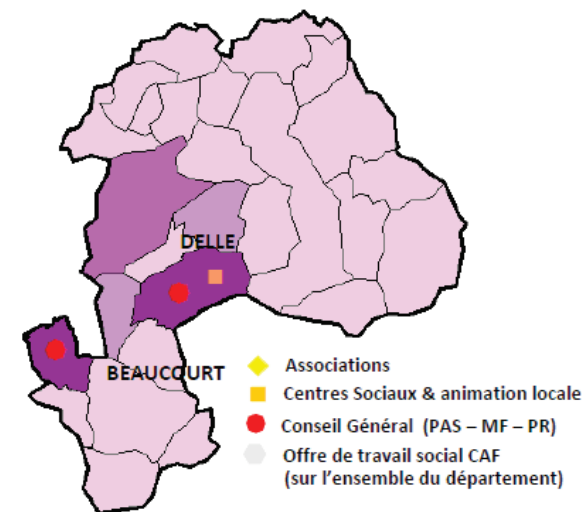 DELLE
BEAUCOURT
Associations
Centres Sociaux & animation locale
Conseil Général (PAS – MF – PR)
Offre de travail social CAF
(sur l'ensemble du département)